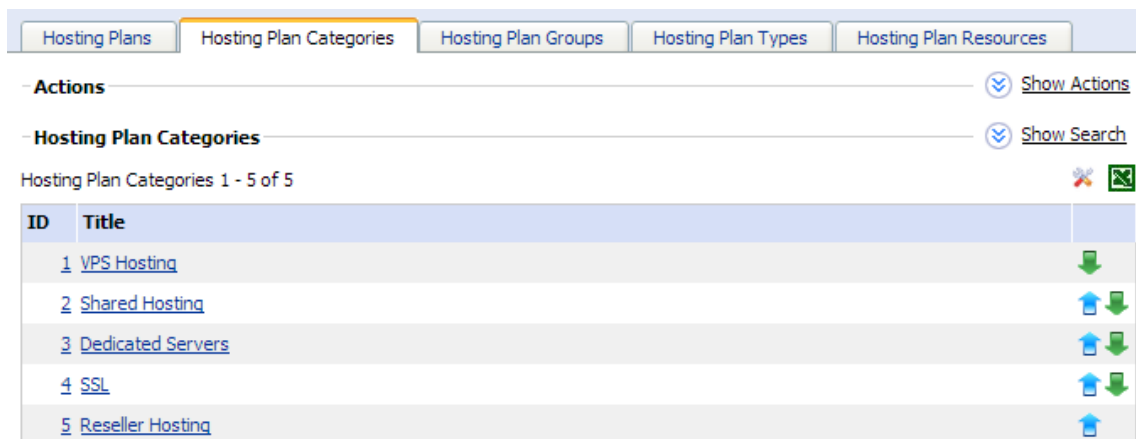 Hosting Plans Hosting Plan Categories Hosting Plan Groups Hosting Plan Types Hosting Plan Resources
Actions Show Actions
Hosting Plan Categories Show Search
Hosting Plan Categories 1 - 5 of 5
ID Title
1 VPS Hosting
2 Shared Hosting
3 Dedicated Servers
4 SSL
5 Reseller Hosting